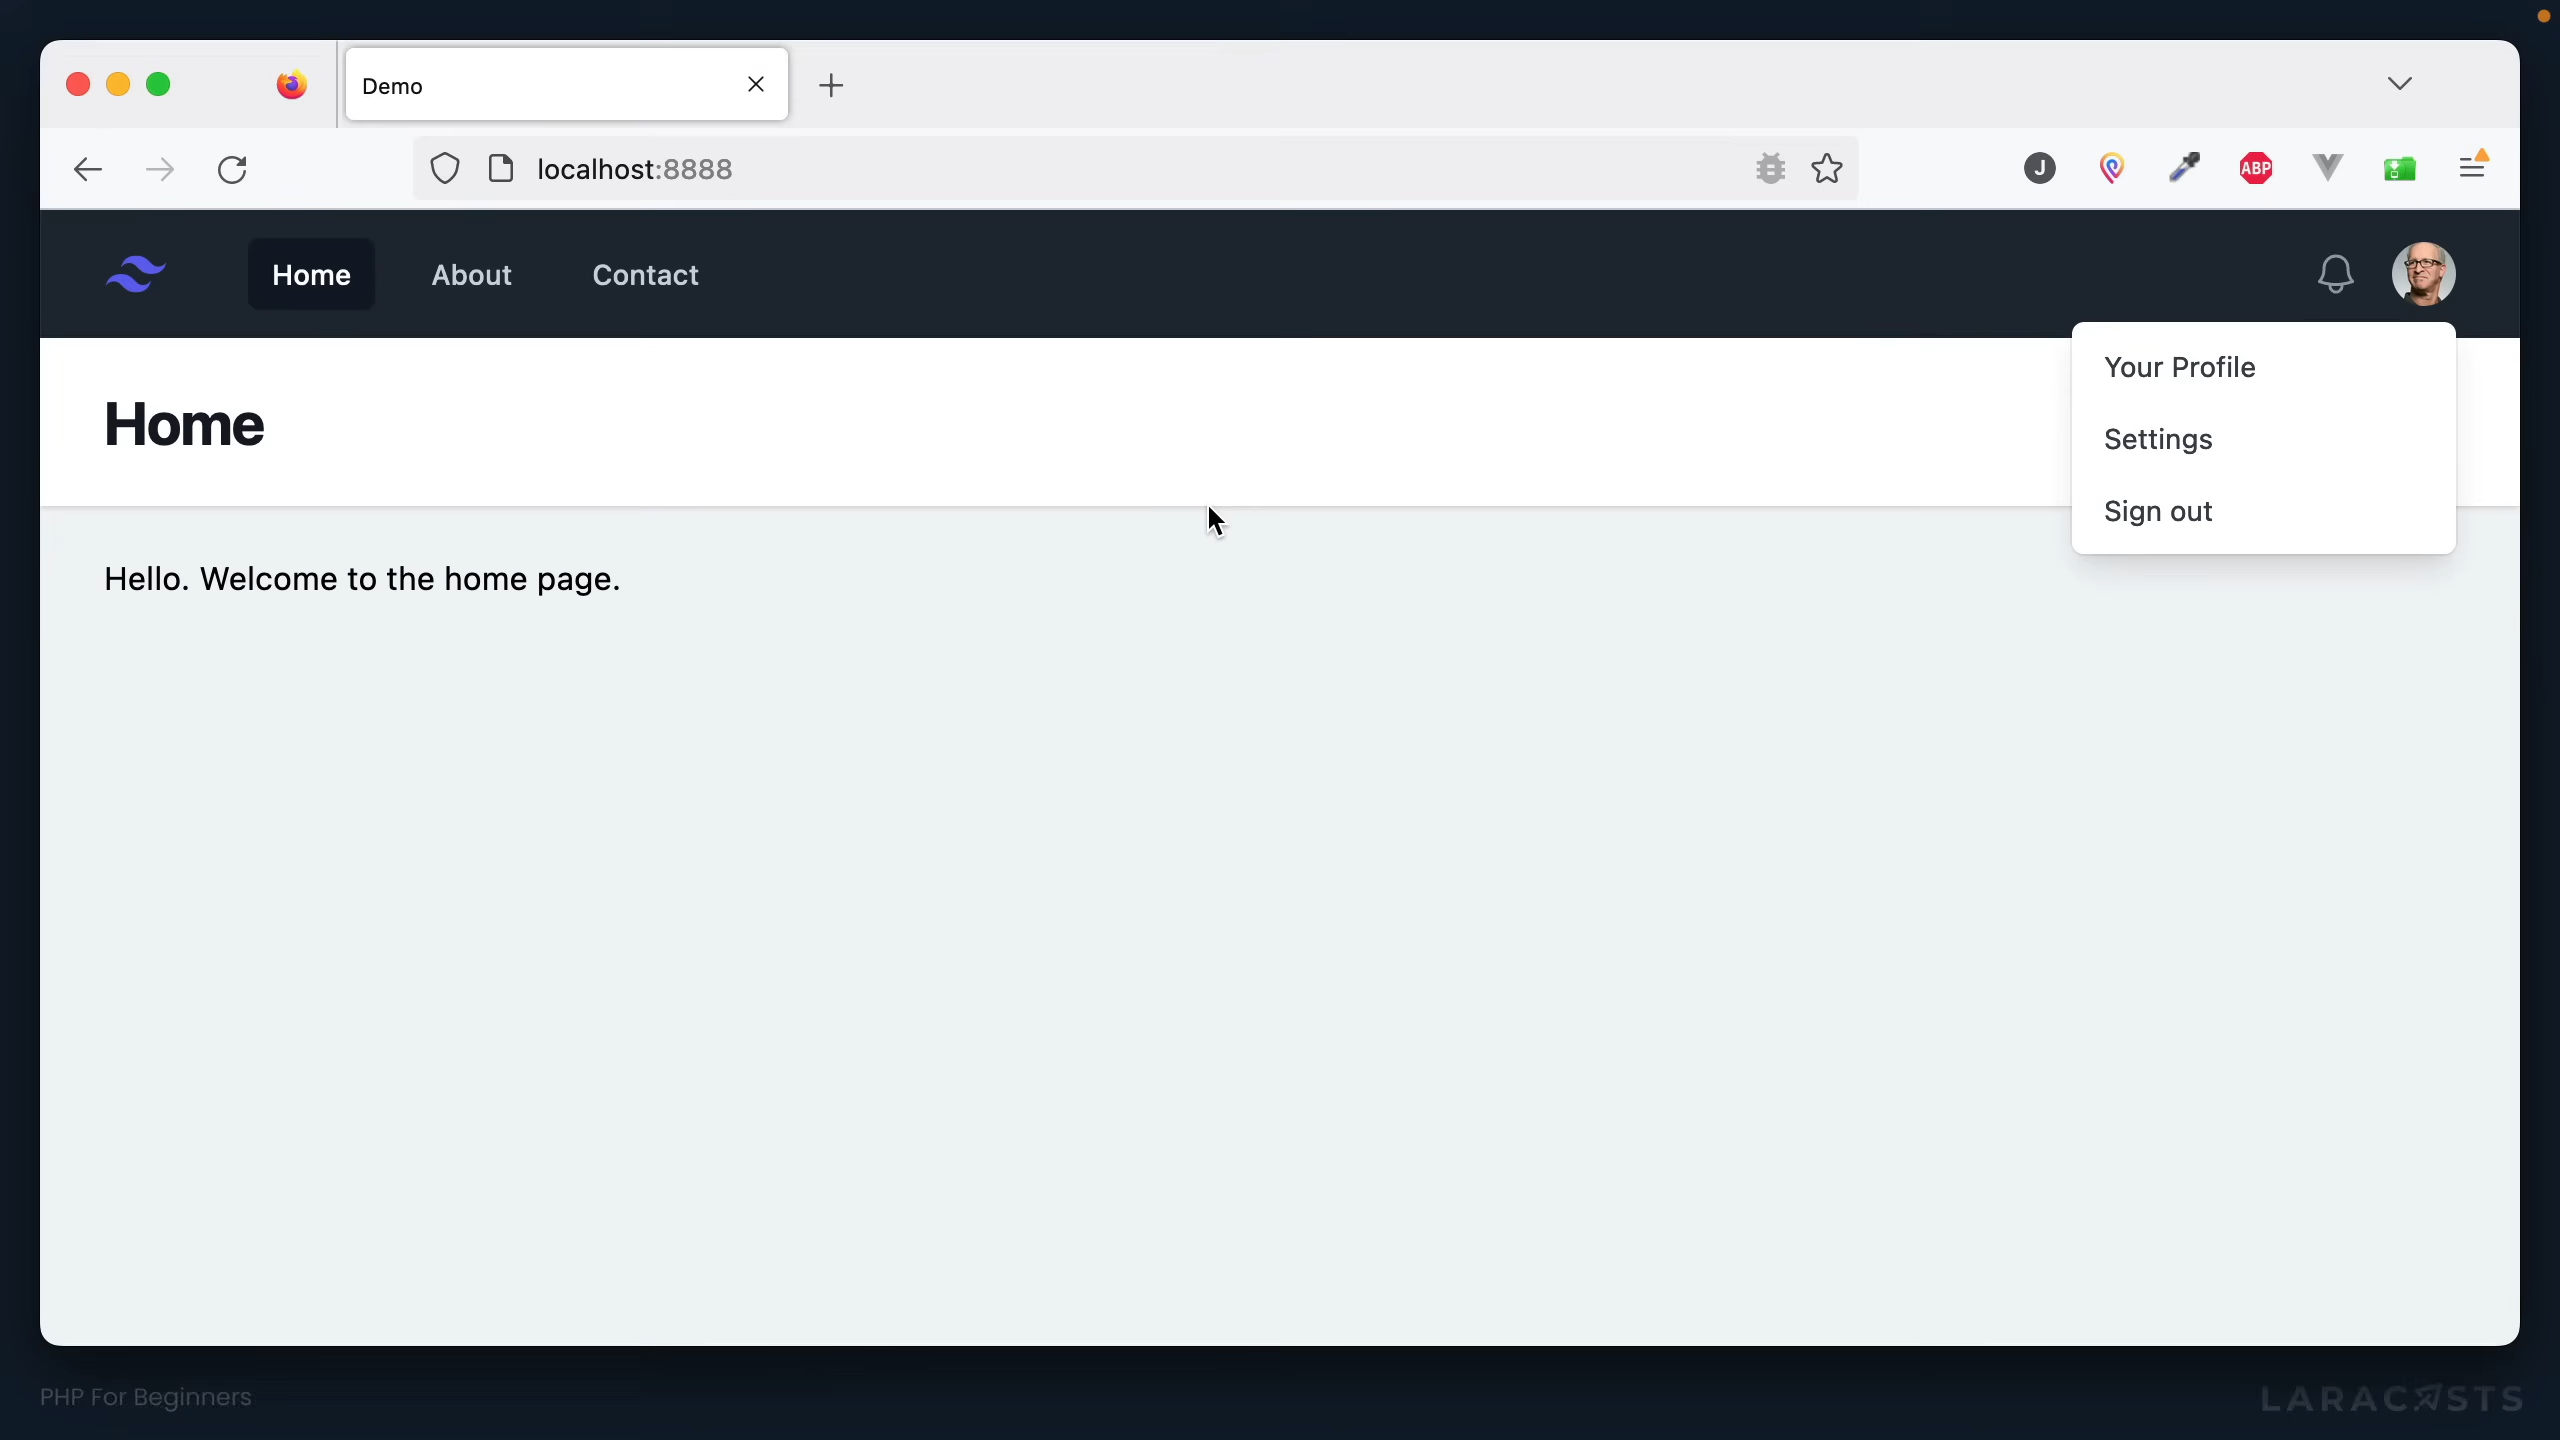 Demo
localhost:8888
J
ABP
Home
About
Contact
Your Profile
Home
Settings
Sign out
Hello. Welcome to the home page.
PHP For Beginners
LARACASTS